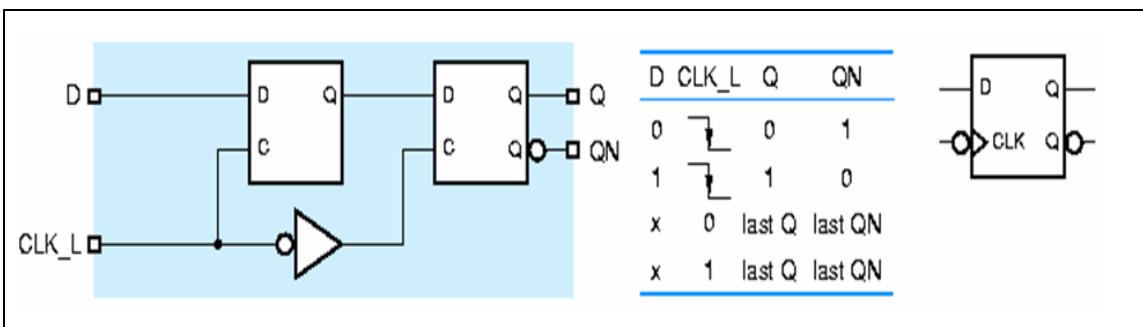 D
D Q
C
D Q
C Q
Q
QN
CLK_L
D CLK_L Q QN
0 0 1
1 1 0
x 0 last Q last QN
x 1 last Q last QN
D Q
CLK Q